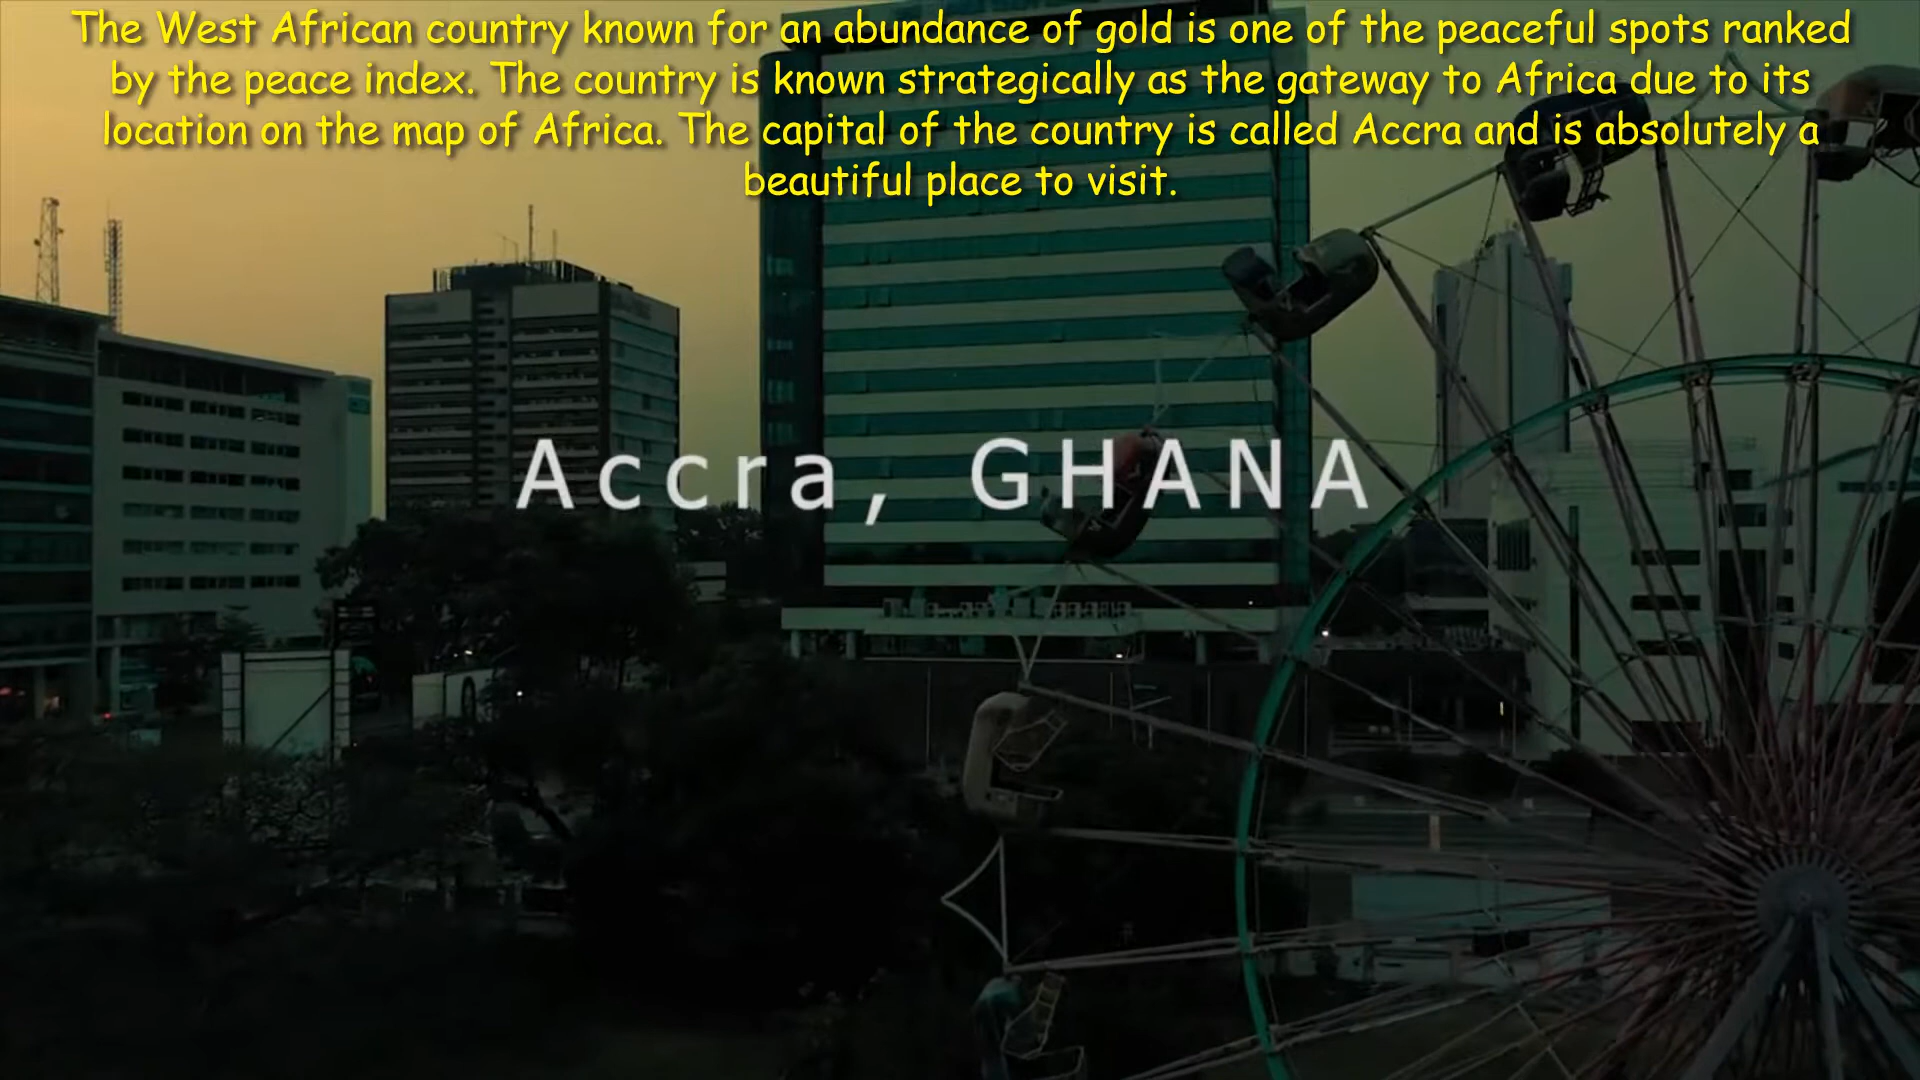 The West African country known for an abundance of gold is one of the peaceful spots ranked
by the peace index. The country is known strategically as the gateway to Africa due to its
location on the map of Africa. The capital of the country is called Accra and is absolutely a
beautiful place to visit.
Accra, GHANA